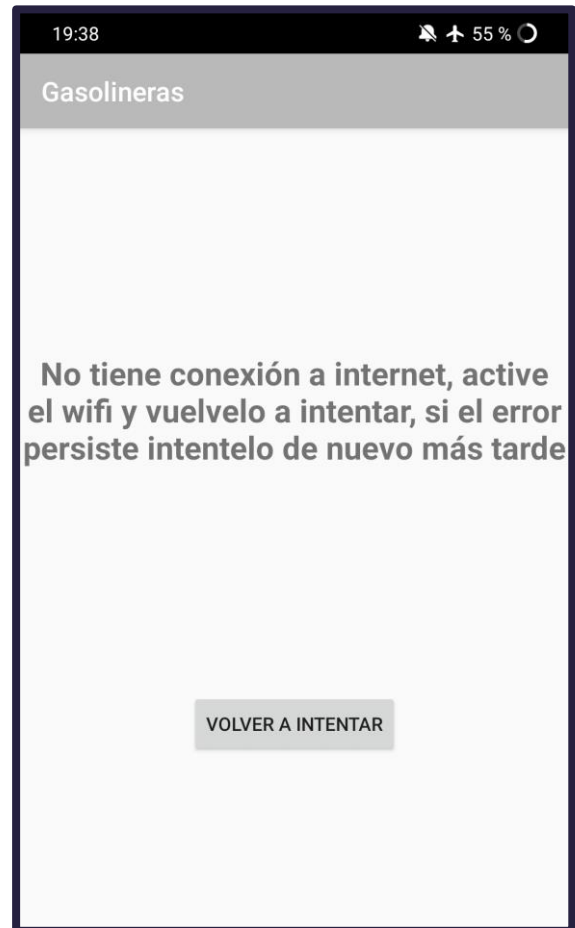 19:38 55 %
Gasolineras
No tiene conexión a internet, active
el wifi y vuelvelo a intentar, si el error
persiste intentelo de nuevo más tarde
VOLVER A INTENTAR